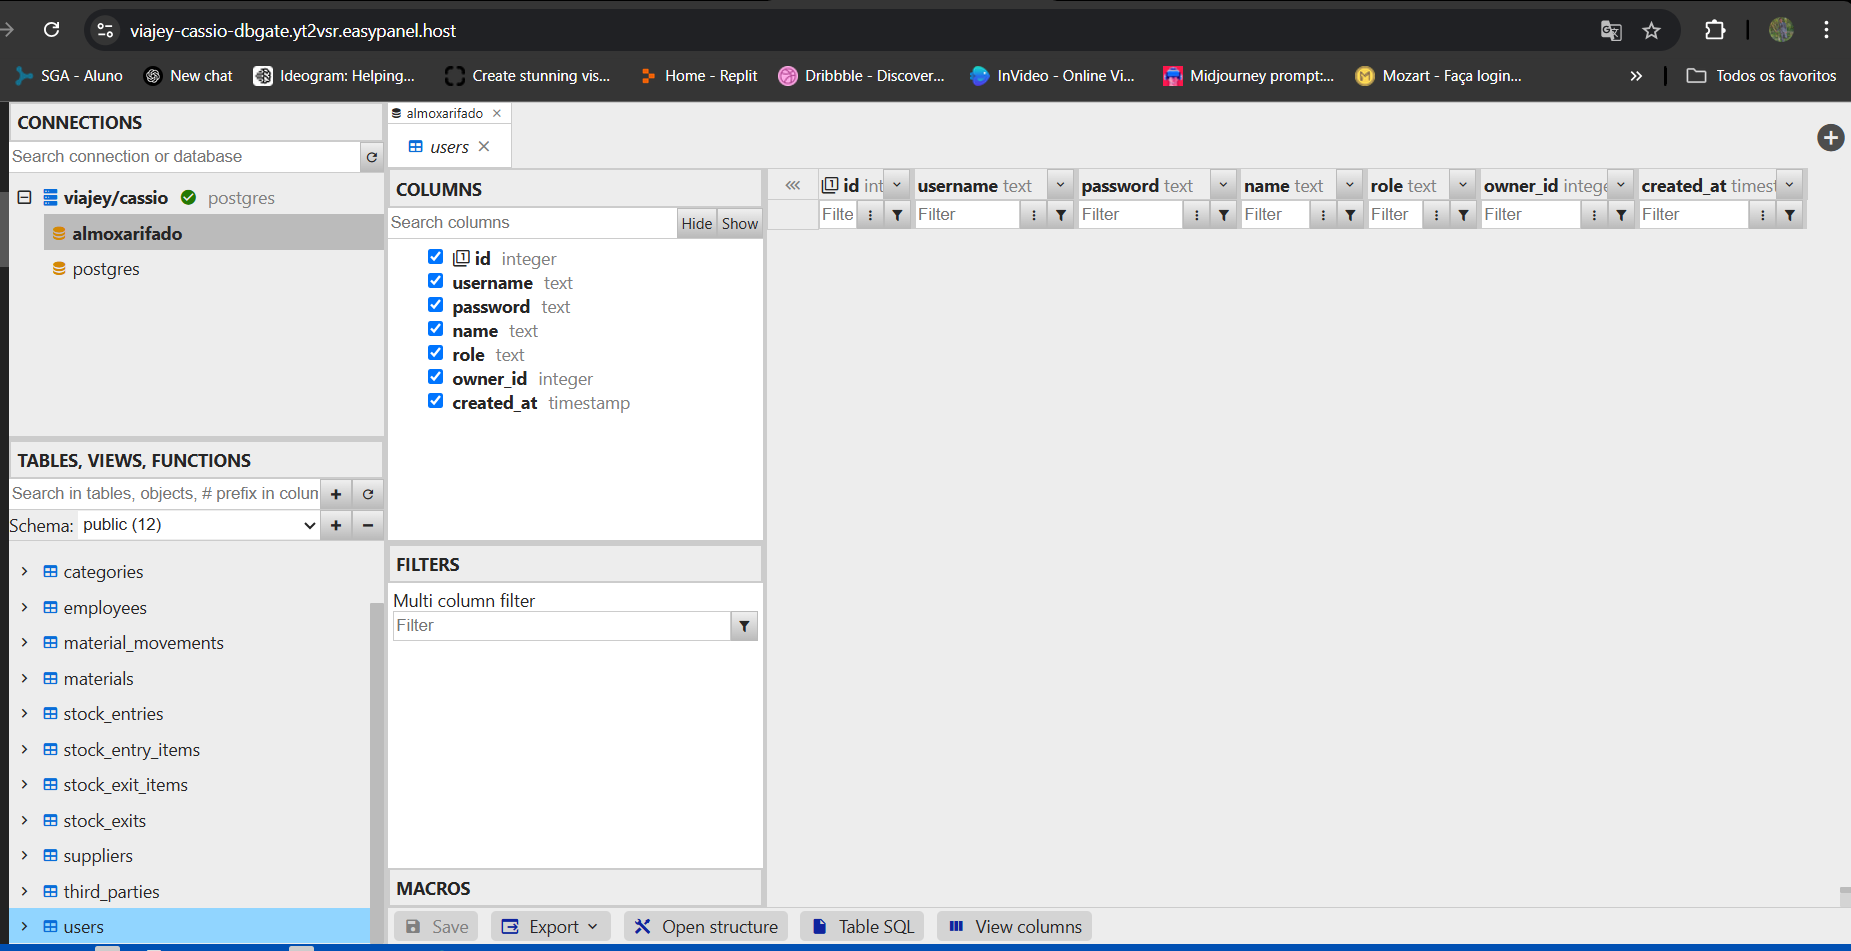 viajey-cassio-dbgate.yt2vsr.easypanel.host
SGA - Aluno
New chat
Ideogram: Helping...
Create stunning vis...
Home - Replit
Dribbble - Discover...
InVideo - Online Vi...
Midjourney prompt:...
Mozart - Faça login...
»
Todos os favoritos
CONNECTIONS
Search connection or database
viajey/cassio postgres
almoxarifado
postgres
TABLES, VIEWS, FUNCTIONS
Search in tables, objects, # prefix in colun
Schema: public (12)
categories
employees
material_movements
materials
stock_entries
stock_entry_items
stock_exit_items
stock_exits
suppliers
third_parties
users
almoxarifado
users
COLUMNS
Search columns Hide Show
id integer
username text
password text
name text
role text
owner_id integer
created_at timestamp
FILTERS
Multi column filter
Filter
MACROS
id int username text password text name text role text owner_id intege created_at timest
Filte Filter Filter Filter Filter Filter Filter
Save Export Open structure Table SQL View columns